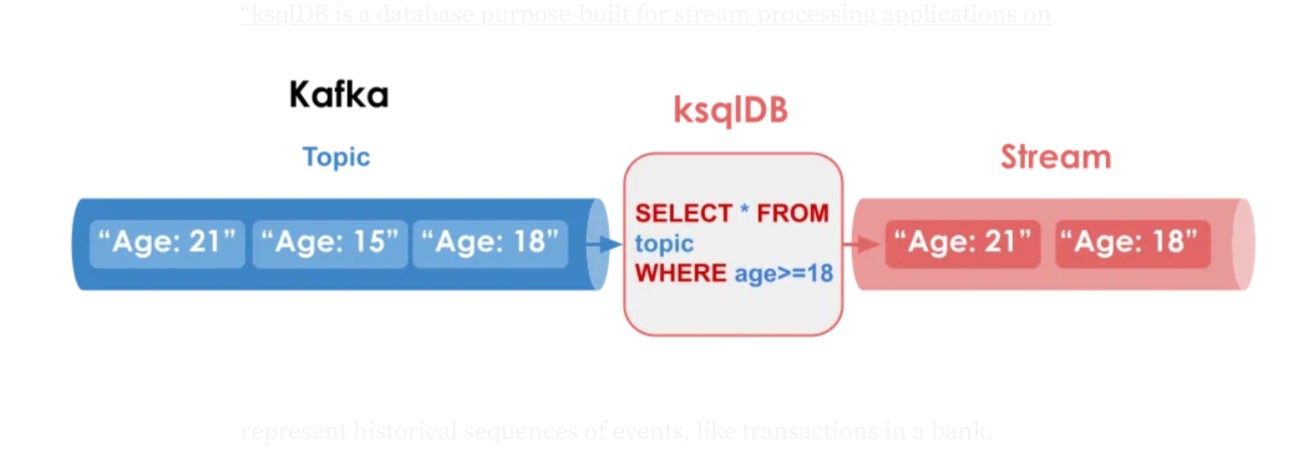 “ksqlDB is a database purpose-built for stream processing applications on
Kafka
ksqlDB
Topic
Stream
“Age: 21” “Age: 15” “Age: 18”
SELECT * FROM
topic
WHERE age>=18
“Age: 21” “Age: 18”
represent historical sequences of events, like transactions in a bank.